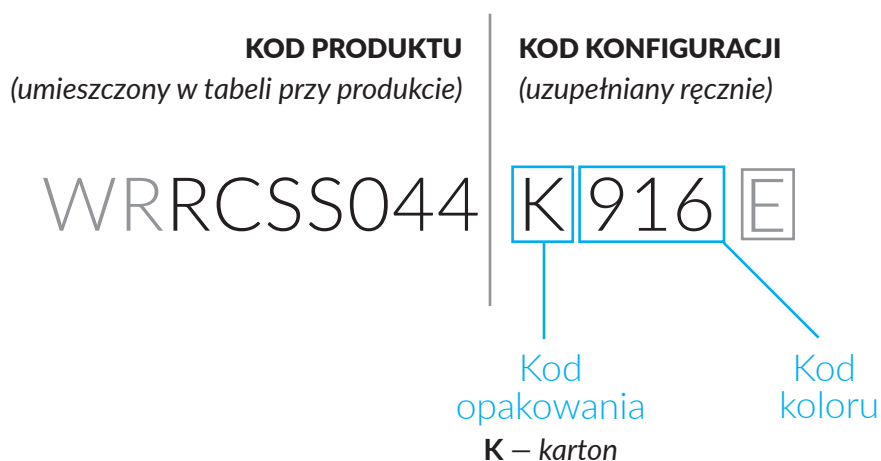 KOD PRODUKTU
(umieszczony w tabeli przy produkcie)
KOD KONFIGURACJI
(uzupełniany ręcznie)
WRRCSS044 K 916 E
Kod
opakowania
K – karton
Kod
koloru